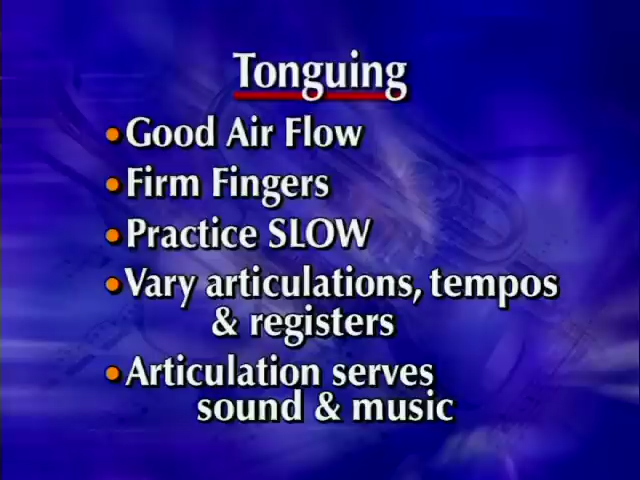 Tonguing
•Good Air Flow
•Firm Fingers
•Practice SLOW
•Vary articulations, tempos
& registers
•Articulation serves
sound & music